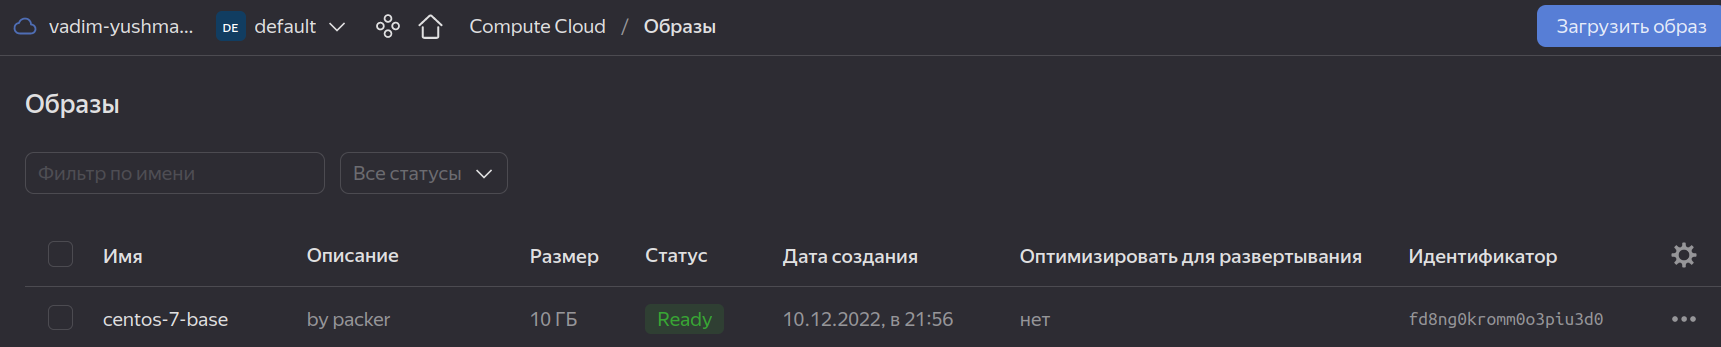 vadim-yushma... DE default Compute Cloud / Образы Загрузить образ
Образы
Фильтр по имени Все статусы
Имя Описание Размер Статус Дата создания Оптимизировать для развертывания Идентификатор
centos-7-base by packer 10 ГБ Ready 10.12.2022, в 21:56 нет fd8ng0kromm0o3piu3d0